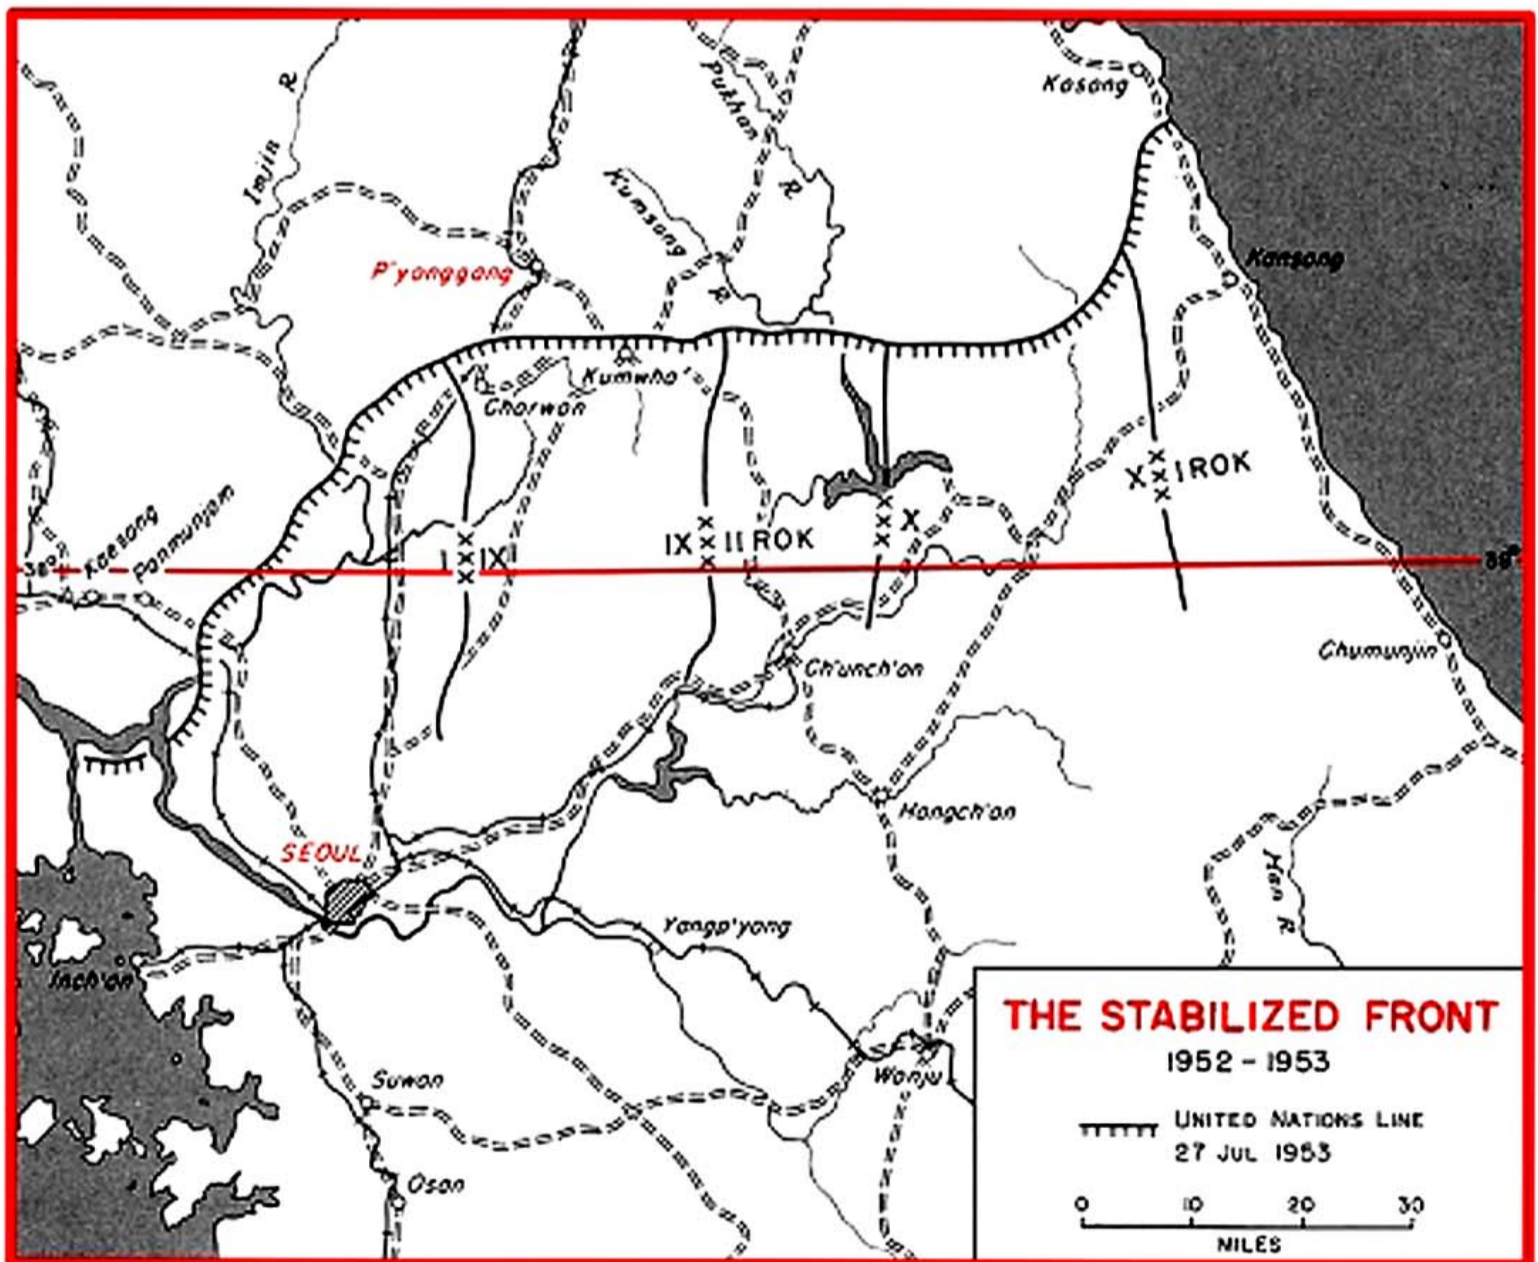 Kosong
Imjin
R
Pukhan
R
Kumsong
R
P'yonggang
Kansong
Kumwha
Chorwon
X
XXX
I ROK
Kaesong
Panmunjom
I
XXX
IX
IX
XXX
II ROK
XXX
X
38°
38°
Chumunjin
Ch'unch'on
Hongch'on
SEOUL
Han R
Yangp'yong
Inch'on
Suwon
Wonju
Osan
THE STABILIZED FRONT
1952 - 1953
UNITED NATIONS LINE
27 JUL 1953
0 10 20 30
MILES